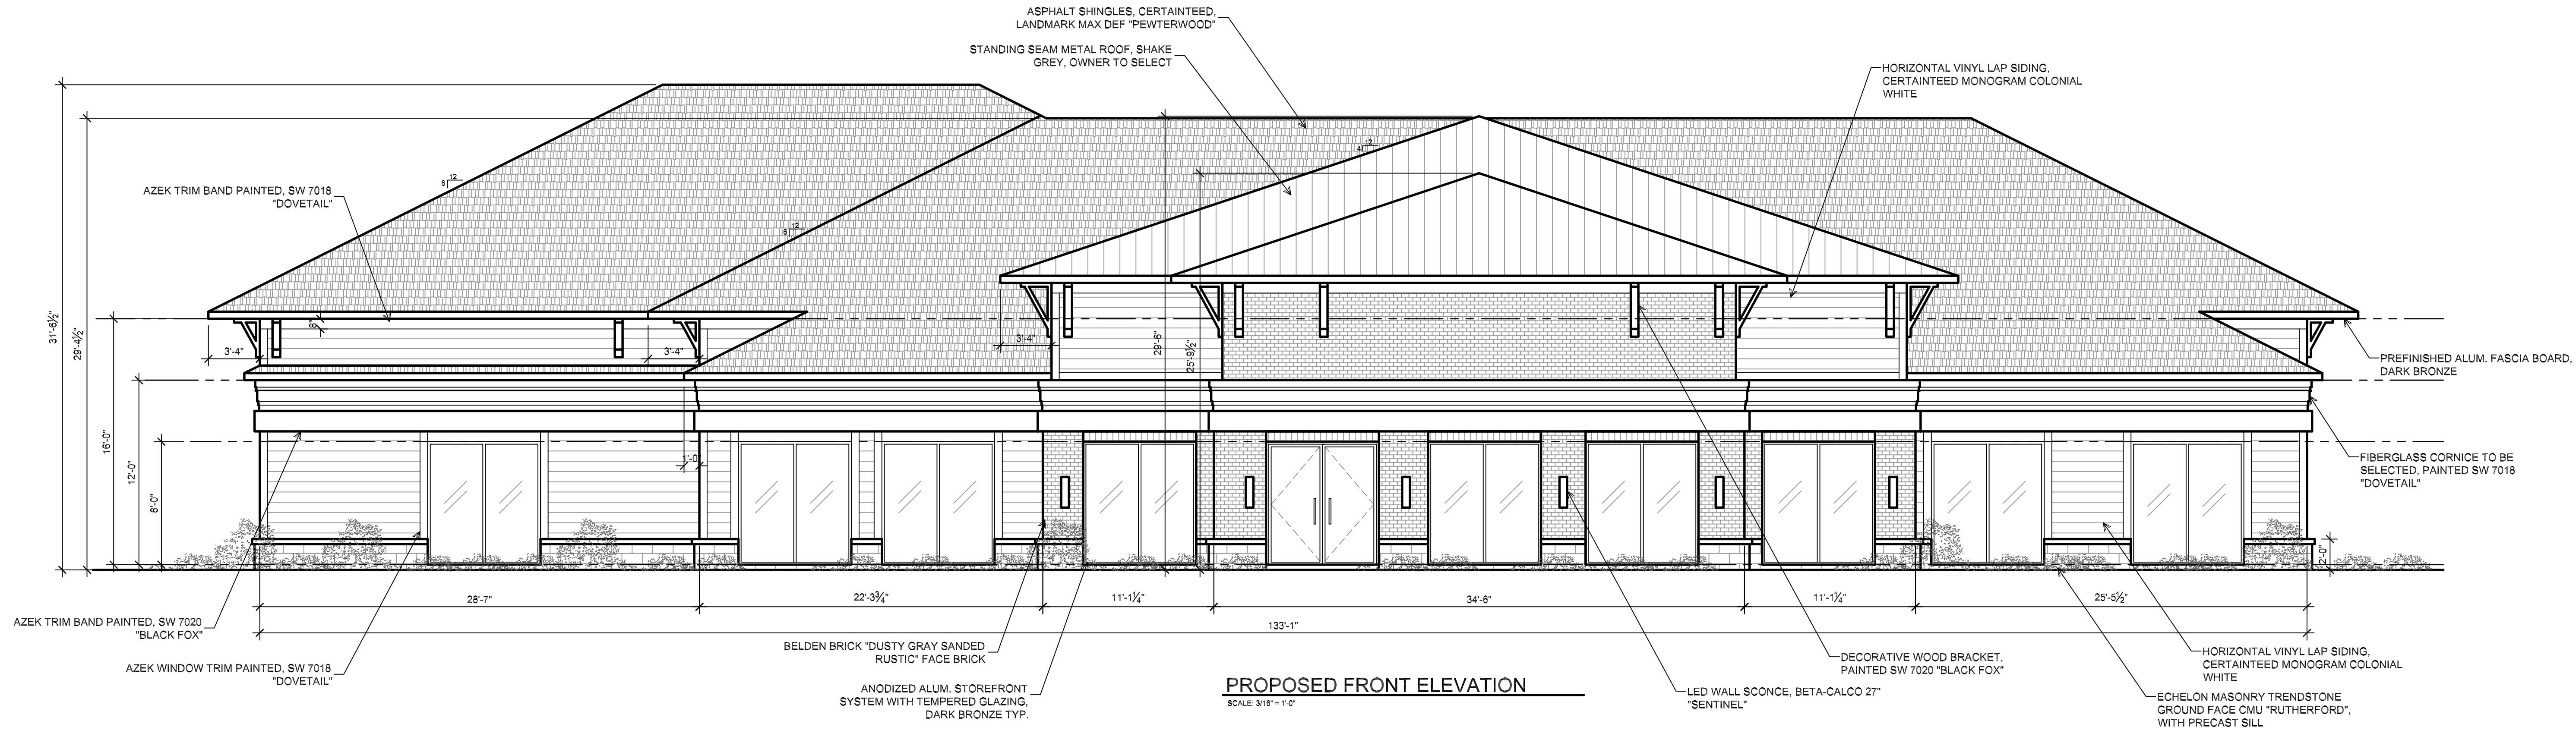 ASPHALT SHINGLES, CERTAINTEED,
LANDMARK MAX DEF "PEWTERWOOD"
STANDING SEAM METAL ROOF, SHAKE
GREY, OWNER TO SELECT
HORIZONTAL VINYL LAP SIDING,
CERTAINTEED MONOGRAM COLONIAL
WHITE
12
4
12
6
12
6
AZEK TRIM BAND PAINTED, SW 7018
"DOVETAIL"
31'-6½"
29'-4½"
16'-0"
12'-0"
8'-0"
8"
3'-4"
3'-4"
3'-4"
29'-6"
25'-9½"
1'-0"
2'-0"
PREFINISHED ALUM. FASCIA BOARD,
DARK BRONZE
FIBERGLASS CORNICE TO BE
SELECTED, PAINTED SW 7018
"DOVETAIL"
28'-7"
22'-3¾"
11'-1¼"
34'-6"
11'-1¼"
25'-5½"
133'-1"
AZEK TRIM BAND PAINTED, SW 7020
"BLACK FOX"
AZEK WINDOW TRIM PAINTED, SW 7018
"DOVETAIL"
BELDEN BRICK "DUSTY GRAY SANDED
RUSTIC" FACE BRICK
ANODIZED ALUM. STOREFRONT
SYSTEM WITH TEMPERED GLAZING,
DARK BRONZE TYP.
PROPOSED FRONT ELEVATION
SCALE: 3/16" = 1'-0"
LED WALL SCONCE, BETA-CALCO 27"
"SENTINEL"
DECORATIVE WOOD BRACKET,
PAINTED SW 7020 "BLACK FOX"
HORIZONTAL VINYL LAP SIDING,
CERTAINTEED MONOGRAM COLONIAL
WHITE
ECHELON MASONRY TRENDSTONE
GROUND FACE CMU "RUTHERFORD",
WITH PRECAST SILL